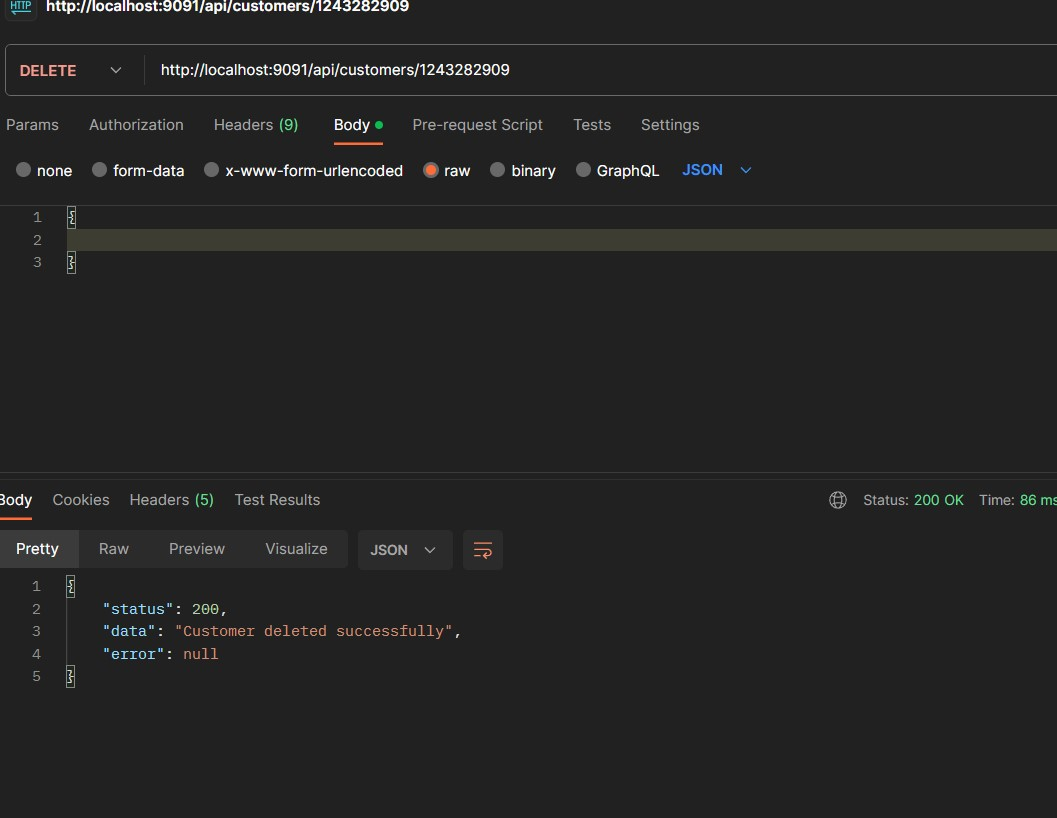 HTTP http://localhost:9091/api/customers/1243282909
DELETE http://localhost:9091/api/customers/1243282909
Params Authorization Headers (9) Body Pre-request Script Tests Settings
none form-data x-www-form-urlencoded raw binary GraphQL JSON
1 {
2
3 }
Body Cookies Headers (5) Test Results Status: 200 OK Time: 86 ms
Pretty Raw Preview Visualize JSON
1 {
2 "status": 200,
3 "data": "Customer deleted successfully",
4 "error": null
5 }